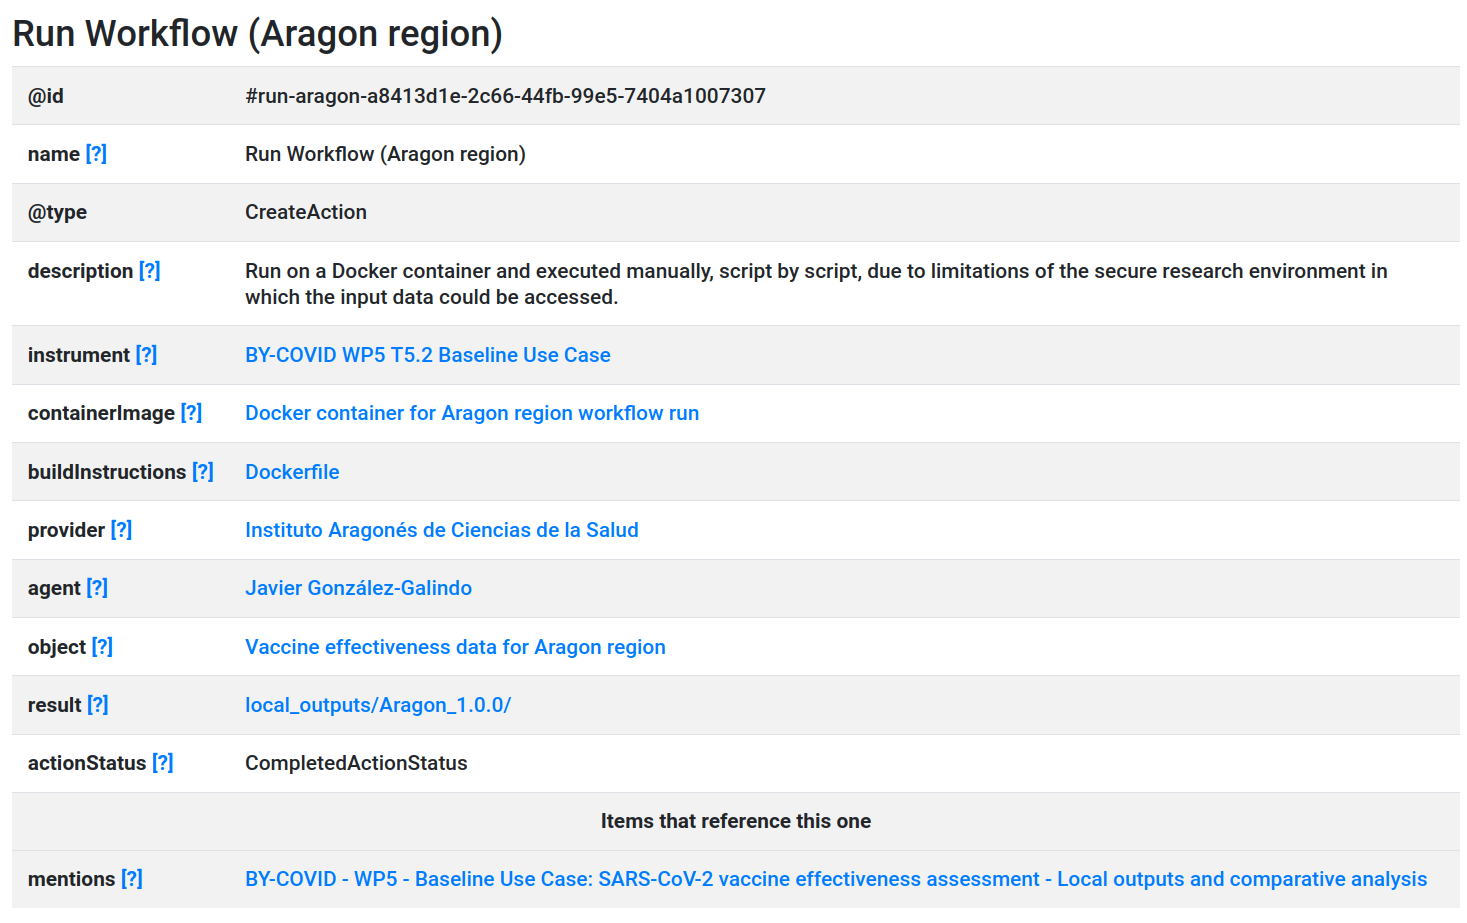 Run Workflow (Aragon region)
@id #run-aragon-a8413d1e-2c66-44fb-99e5-7404a1007307
name [?] Run Workflow (Aragon region)
@type CreateAction
description [?] Run on a Docker container and executed manually, script by script, due to limitations of the secure research environment in
which the input data could be accessed.
instrument [?] BY-COVID WP5 T5.2 Baseline Use Case
containerImage [?] Docker container for Aragon region workflow run
buildInstructions [?] Dockerfile
provider [?] Instituto Aragonés de Ciencias de la Salud
agent [?] Javier González-Galindo
object [?] Vaccine effectiveness data for Aragon region
result [?] local_outputs/Aragon_1.0.0/
actionStatus [?] CompletedActionStatus
Items that reference this one
mentions [?] BY-COVID - WP5 - Baseline Use Case: SARS-CoV-2 vaccine effectiveness assessment - Local outputs and comparative analysis